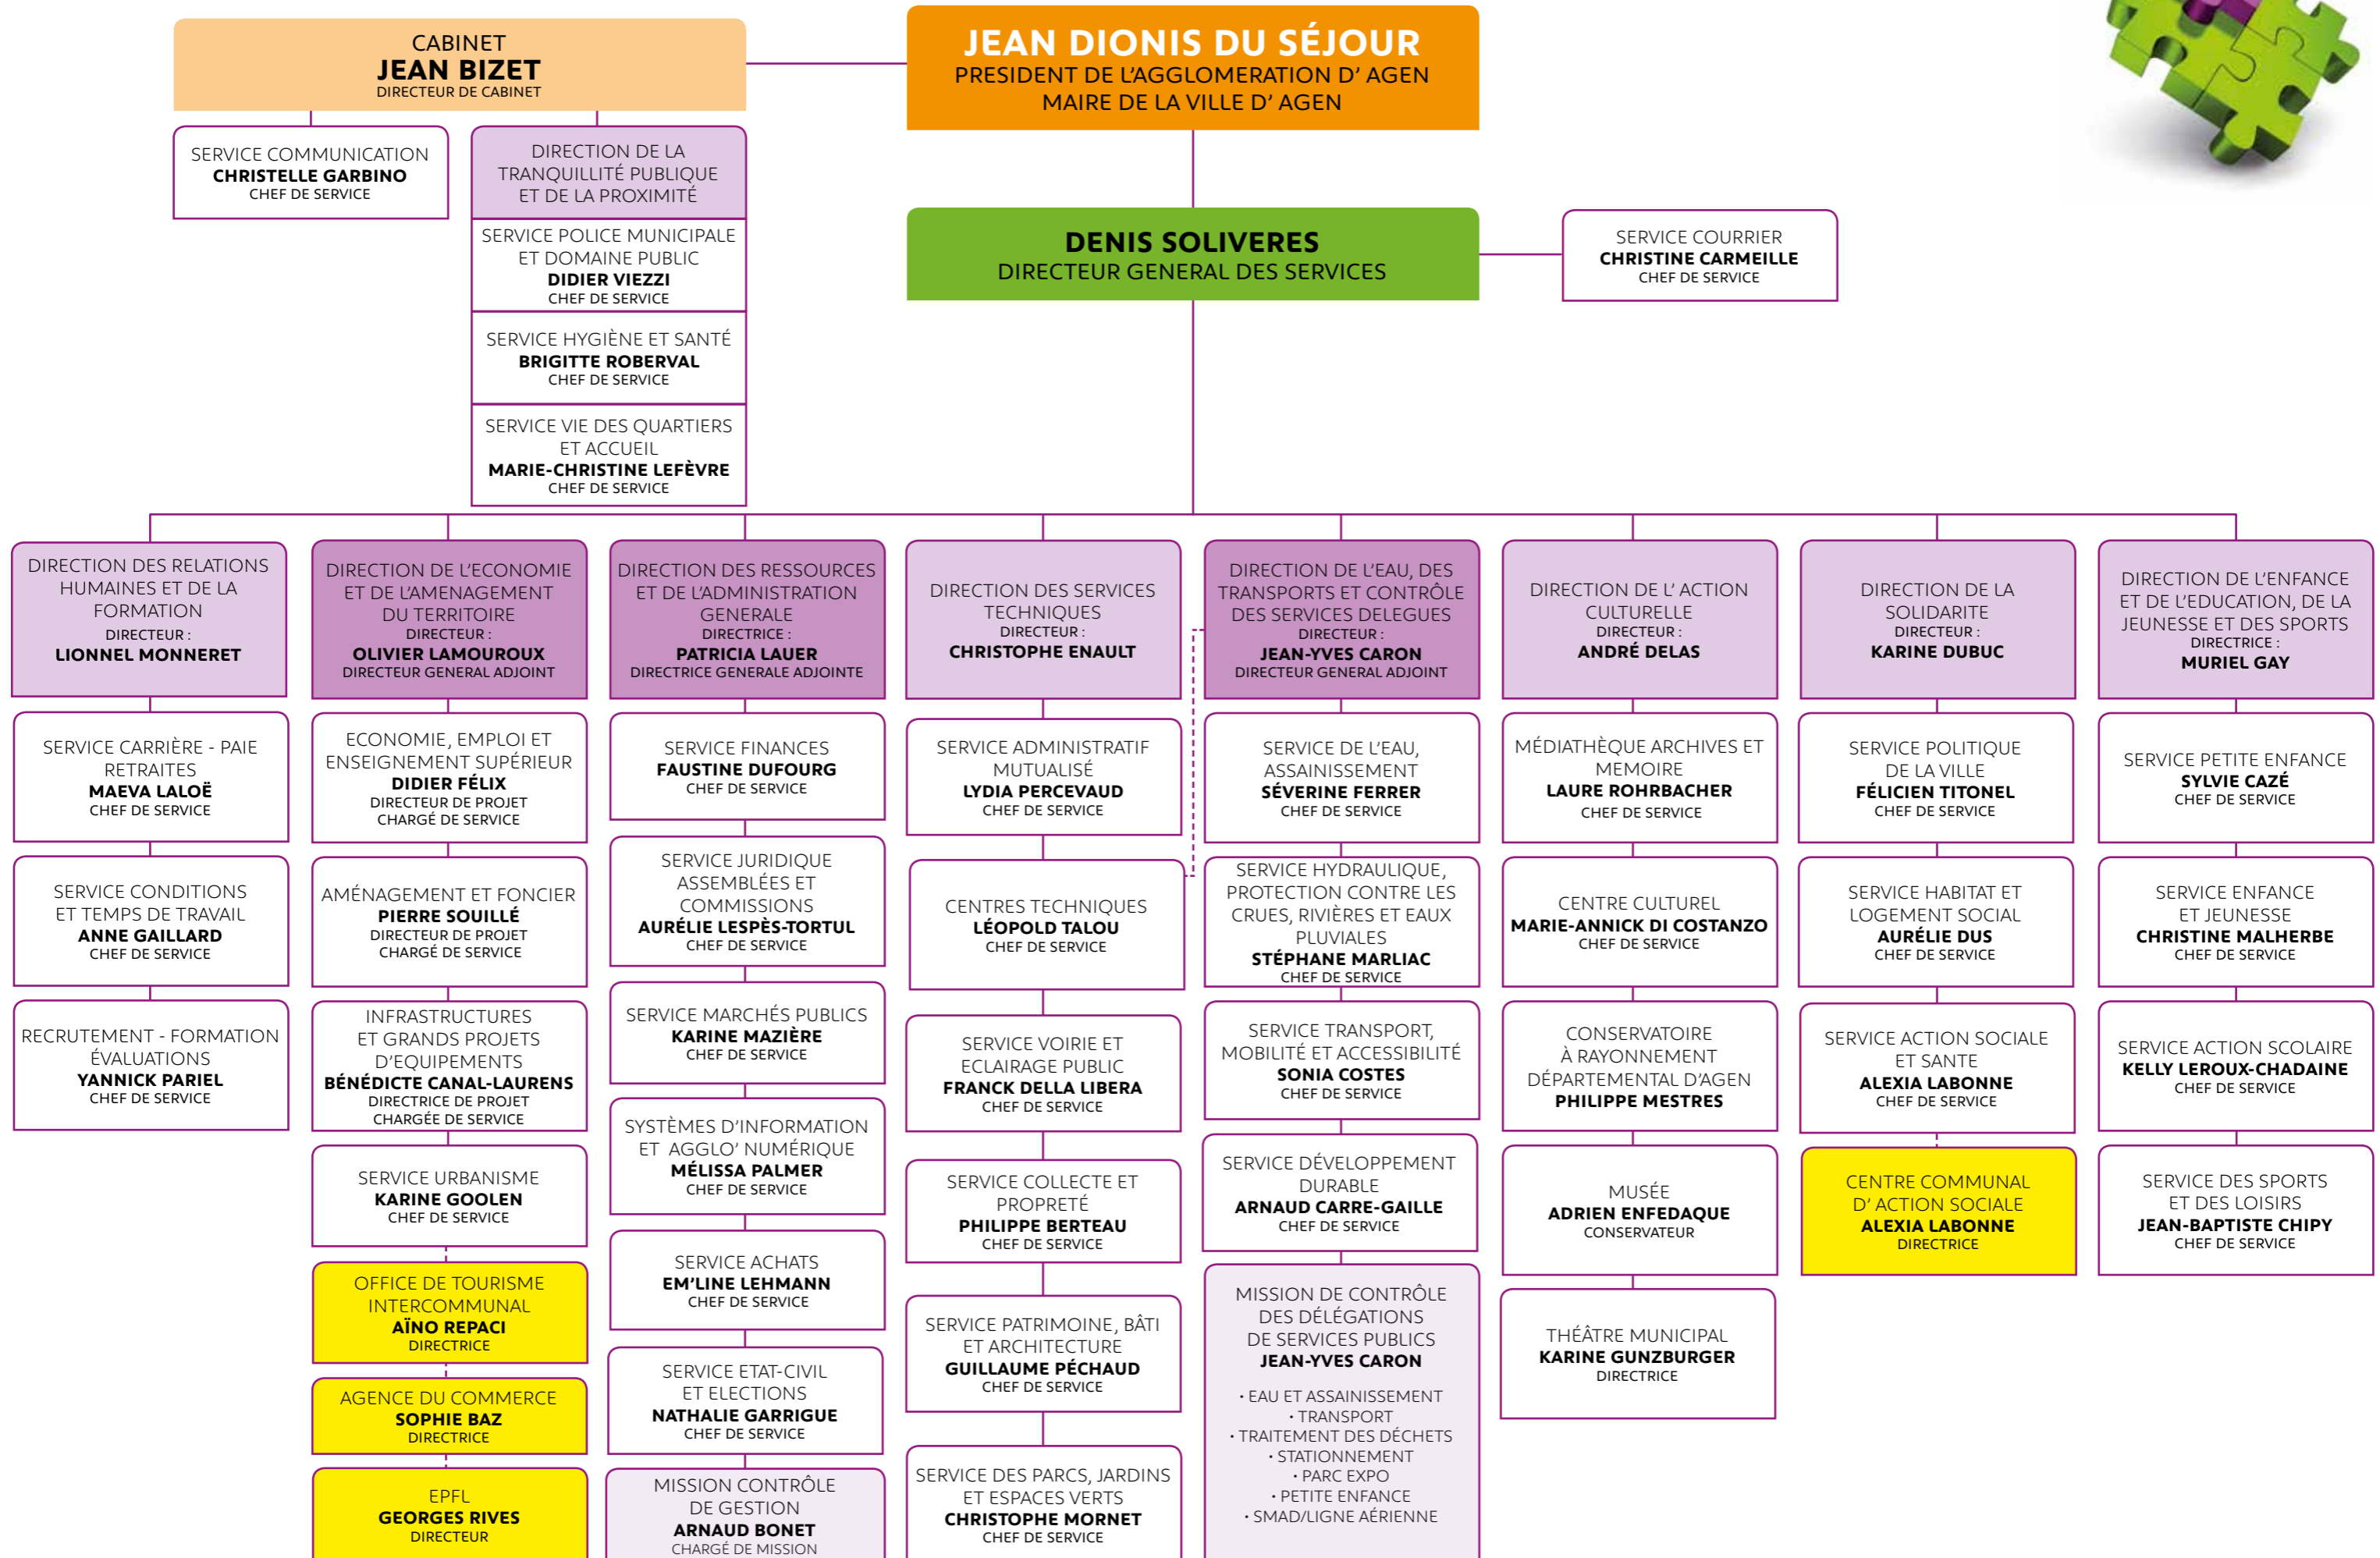 CABINET
JEAN BIZET
DIRECTEUR DE CABINET
JEAN DIONIS DU SÉJOUR
PRESIDENT DE L'AGGLOMERATION D' AGEN
MAIRE DE LA VILLE D' AGEN
SERVICE COMMUNICATION
CHRISTELLE GARBINO
CHEF DE SERVICE
DIRECTION DE LA
TRANQUILLITÉ PUBLIQUE
ET DE LA PROXIMITÉ
SERVICE POLICE MUNICIPALE
ET DOMAINE PUBLIC
DIDIER VIEZZI
CHEF DE SERVICE
SERVICE HYGIÈNE ET SANTÉ
BRIGITTE ROBERVAL
CHEF DE SERVICE
SERVICE VIE DES QUARTIERS
ET ACCUEIL
MARIE-CHRISTINE LEFÈVRE
CHEF DE SERVICE
DENIS SOLIVERES
DIRECTEUR GENERAL DES SERVICES
SERVICE COURRIER
CHRISTINE CARMEILLE
CHEF DE SERVICE
DIRECTION DES RELATIONS
HUMAINES ET DE LA
FORMATION
DIRECTEUR :
LIONNEL MONNERET
SERVICE CARRIÈRE - PAIE
RETRAITES
MAEVA LALOË
CHEF DE SERVICE
SERVICE CONDITIONS
ET TEMPS DE TRAVAIL
ANNE GAILLARD
CHEF DE SERVICE
RECRUTEMENT - FORMATION
ÉVALUATIONS
YANNICK PARIEL
CHEF DE SERVICE
DIRECTION DE L'ECONOMIE
ET DE L'AMENAGEMENT
DU TERRITOIRE
DIRECTEUR :
OLIVIER LAMOUROUX
DIRECTEUR GENERAL ADJOINT
ECONOMIE, EMPLOI ET
ENSEIGNEMENT SUPÉRIEUR
DIDIER FÉLIX
DIRECTEUR DE PROJET
CHARGÉ DE SERVICE
AMÉNAGEMENT ET FONCIER
PIERRE SOUILLÉ
DIRECTEUR DE PROJET
CHARGÉ DE SERVICE
INFRASTRUCTURES
ET GRANDS PROJETS
D'EQUIPEMENTS
BÉNÉDICTE CANAL-LAURENS
DIRECTRICE DE PROJET
CHARGÉE DE SERVICE
SERVICE URBANISME
KARINE GOOLEN
CHEF DE SERVICE
OFFICE DE TOURISME
INTERCOMMUNAL
AÏNO REPACI
DIRECTRICE
AGENCE DU COMMERCE
SOPHIE BAZ
DIRECTRICE
EPFL
GEORGES RIVES
DIRECTEUR
DIRECTION DES RESSOURCES
ET DE L'ADMINISTRATION
GENERALE
DIRECTRICE :
PATRICIA LAUER
DIRECTRICE GENERALE ADJOINTE
SERVICE FINANCES
FAUSTINE DUFOURG
CHEF DE SERVICE
SERVICE JURIDIQUE
ASSEMBLÉES ET
COMMISSIONS
AURÉLIE LESPÈS-TORTUL
CHEF DE SERVICE
SERVICE MARCHÉS PUBLICS
KARINE MAZIÈRE
CHEF DE SERVICE
SYSTÈMES D'INFORMATION
ET AGGLO' NUMÉRIQUE
MÉLISSA PALMER
CHEF DE SERVICE
SERVICE ACHATS
EM'LINE LEHMANN
CHEF DE SERVICE
SERVICE ETAT-CIVIL
ET ELECTIONS
NATHALIE GARRIGUE
CHEF DE SERVICE
MISSION CONTRÔLE
DE GESTION
ARNAUD BONET
CHARGÉ DE MISSION
DIRECTION DES SERVICES
TECHNIQUES
DIRECTEUR :
CHRISTOPHE ENAULT
SERVICE ADMINISTRATIF
MUTUALISÉ
LYDIA PERCEVAUD
CHEF DE SERVICE
CENTRES TECHNIQUES
LÉOPOLD TALOU
CHEF DE SERVICE
SERVICE VOIRIE ET
ECLAIRAGE PUBLIC
FRANCK DELLA LIBERA
CHEF DE SERVICE
SERVICE COLLECTE ET
PROPRETÉ
PHILIPPE BERTEAU
CHEF DE SERVICE
SERVICE PATRIMOINE, BÂTI
ET ARCHITECTURE
GUILLAUME PÉCHAUD
CHEF DE SERVICE
SERVICE DES PARCS, JARDINS
ET ESPACES VERTS
CHRISTOPHE MORNET
CHEF DE SERVICE
DIRECTION DE L'EAU, DES
TRANSPORTS ET CONTRÔLE
DES SERVICES DELEGUES
DIRECTEUR :
JEAN-YVES CARON
DIRECTEUR GENERAL ADJOINT
SERVICE DE L'EAU,
ASSAINISSEMENT
SÉVERINE FERRER
CHEF DE SERVICE
SERVICE HYDRAULIQUE,
PROTECTION CONTRE LES
CRUES, RIVIÈRES ET EAUX
PLUVIALES
STÉPHANE MARLIAC
CHEF DE SERVICE
SERVICE TRANSPORT,
MOBILITÉ ET ACCESSIBILITÉ
SONIA COSTES
CHEF DE SERVICE
SERVICE DÉVELOPPEMENT
DURABLE
ARNAUD CARRE-GAILLE
CHEF DE SERVICE
MISSION DE CONTRÔLE
DES DÉLÉGATIONS
DE SERVICES PUBLICS
JEAN-YVES CARON
• EAU ET ASSAINISSEMENT
• TRANSPORT
• TRAITEMENT DES DÉCHETS
• STATIONNEMENT
• PARC EXPO
• PETITE ENFANCE
• SMAD/LIGNE AÉRIENNE
DIRECTION DE L' ACTION
CULTURELLE
DIRECTEUR :
ANDRÉ DELAS
MÉDIATHÈQUE ARCHIVES ET
MEMOIRE
LAURE ROHRBACHER
CHEF DE SERVICE
CENTRE CULTUREL
MARIE-ANNICK DI COSTANZO
CHEF DE SERVICE
CONSERVATOIRE
À RAYONNEMENT
DÉPARTEMENTAL D'AGEN
PHILIPPE MESTRES
MUSÉE
ADRIEN ENFEDAQUE
CONSERVATEUR
THÉÂTRE MUNICIPAL
KARINE GUNZBURGER
DIRECTRICE
DIRECTION DE LA
SOLIDARITE
DIRECTEUR :
KARINE DUBUC
SERVICE POLITIQUE
DE LA VILLE
FÉLICIEN TITONEL
CHEF DE SERVICE
SERVICE HABITAT ET
LOGEMENT SOCIAL
AURÉLIE DUS
CHEF DE SERVICE
SERVICE ACTION SOCIALE
ET SANTE
ALEXIA LABONNE
CHEF DE SERVICE
CENTRE COMMUNAL
D' ACTION SOCIALE
ALEXIA LABONNE
DIRECTRICE
DIRECTION DE L'ENFANCE
ET DE L'EDUCATION, DE LA
JEUNESSE ET DES SPORTS
DIRECTRICE :
MURIEL GAY
SERVICE PETITE ENFANCE
SYLVIE CAZÉ
CHEF DE SERVICE
SERVICE ENFANCE
ET JEUNESSE
CHRISTINE MALHERBE
CHEF DE SERVICE
SERVICE ACTION SCOLAIRE
KELLY LEROUX-CHADAINE
CHEF DE SERVICE
SERVICE DES SPORTS
ET DES LOISIRS
JEAN-BAPTISTE CHIPY
CHEF DE SERVICE